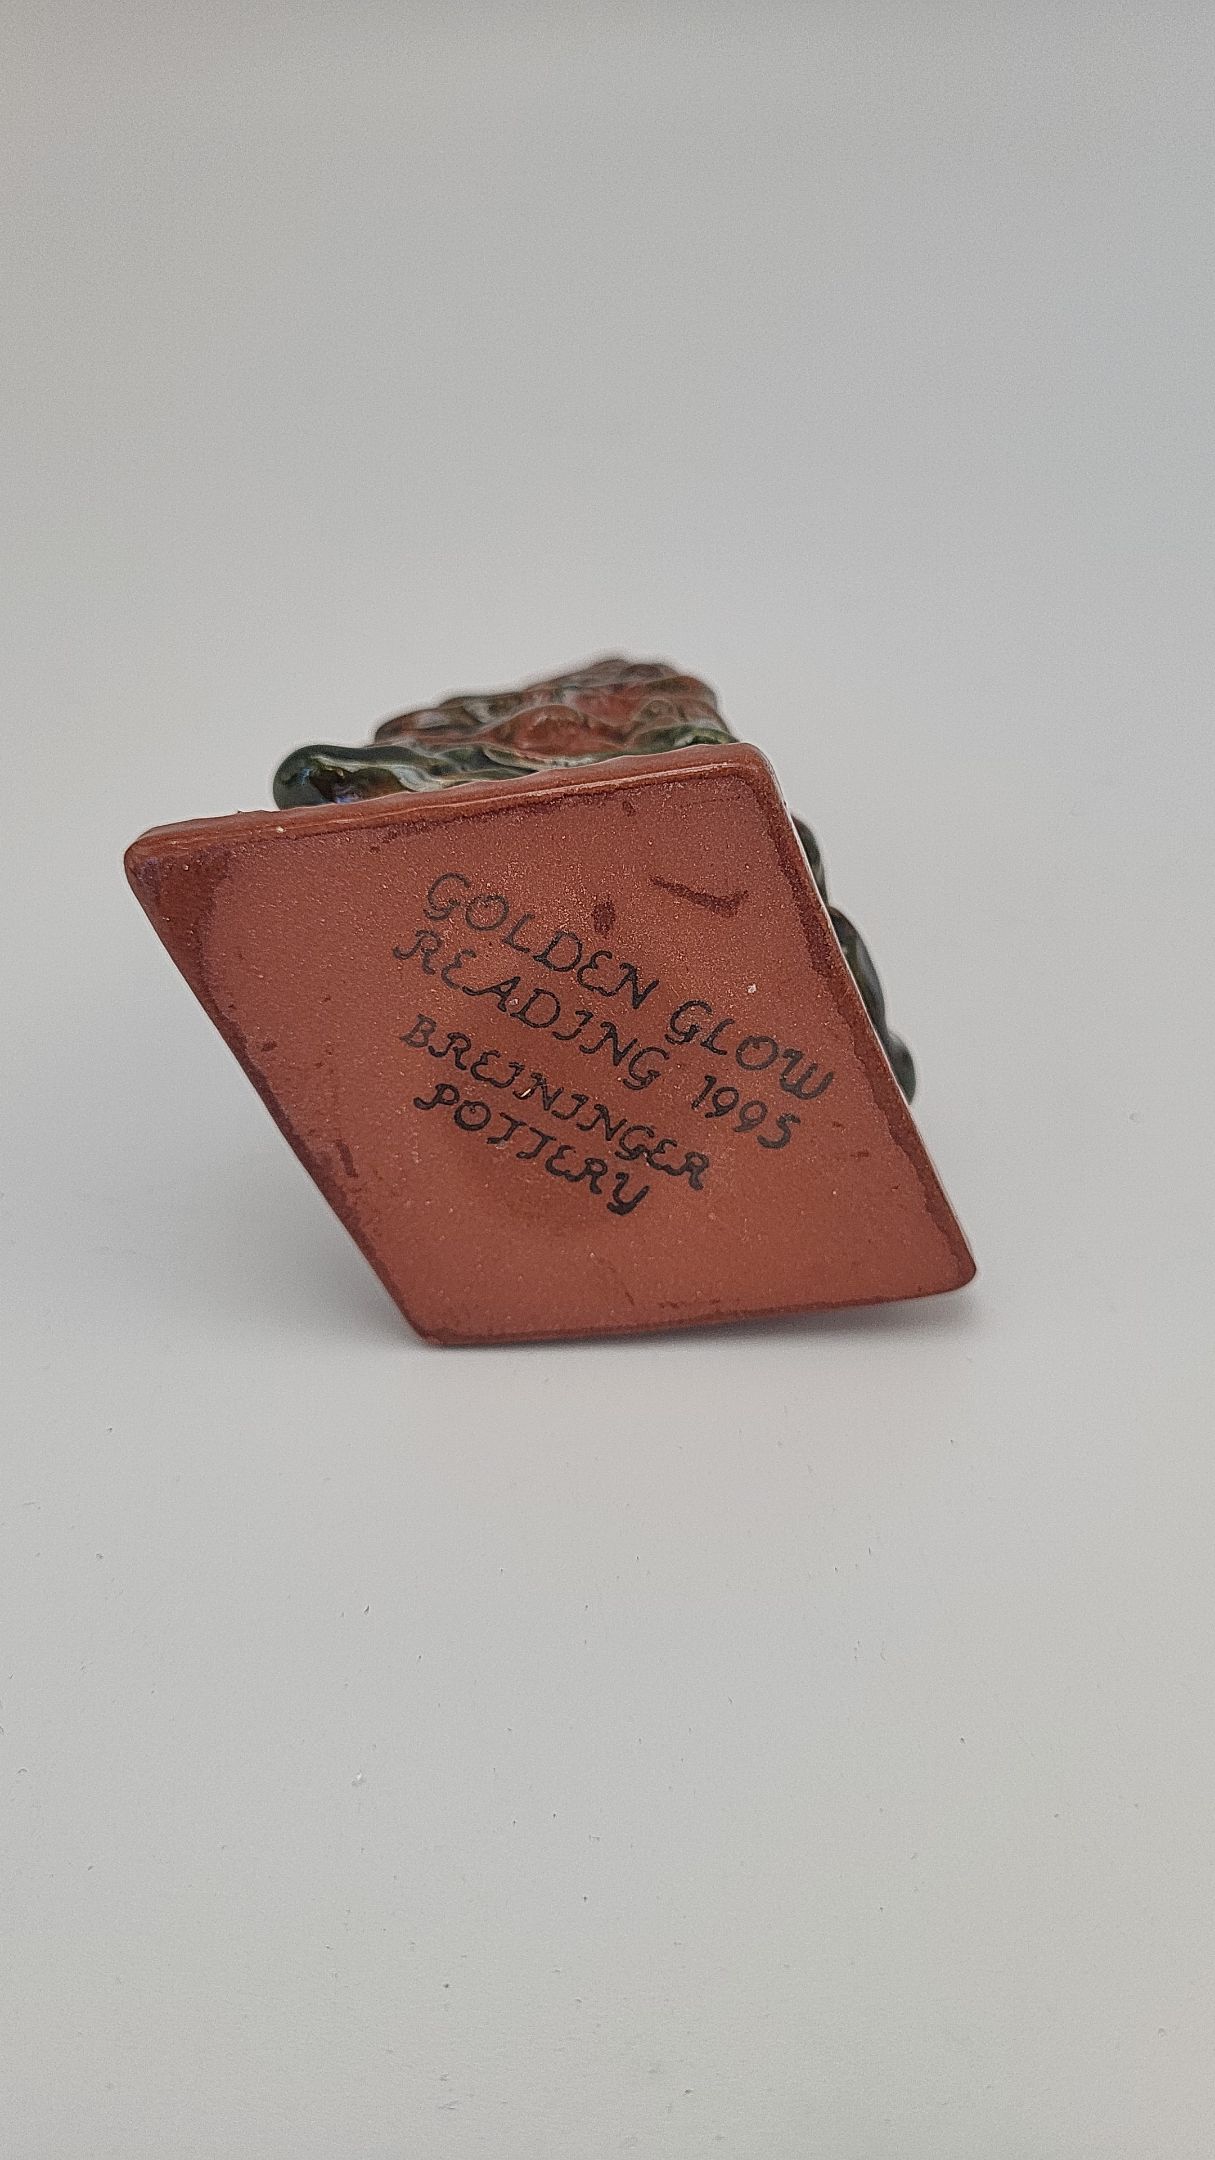 GOLDEN GLOW
READING 1995
BREININGER
POTTERY